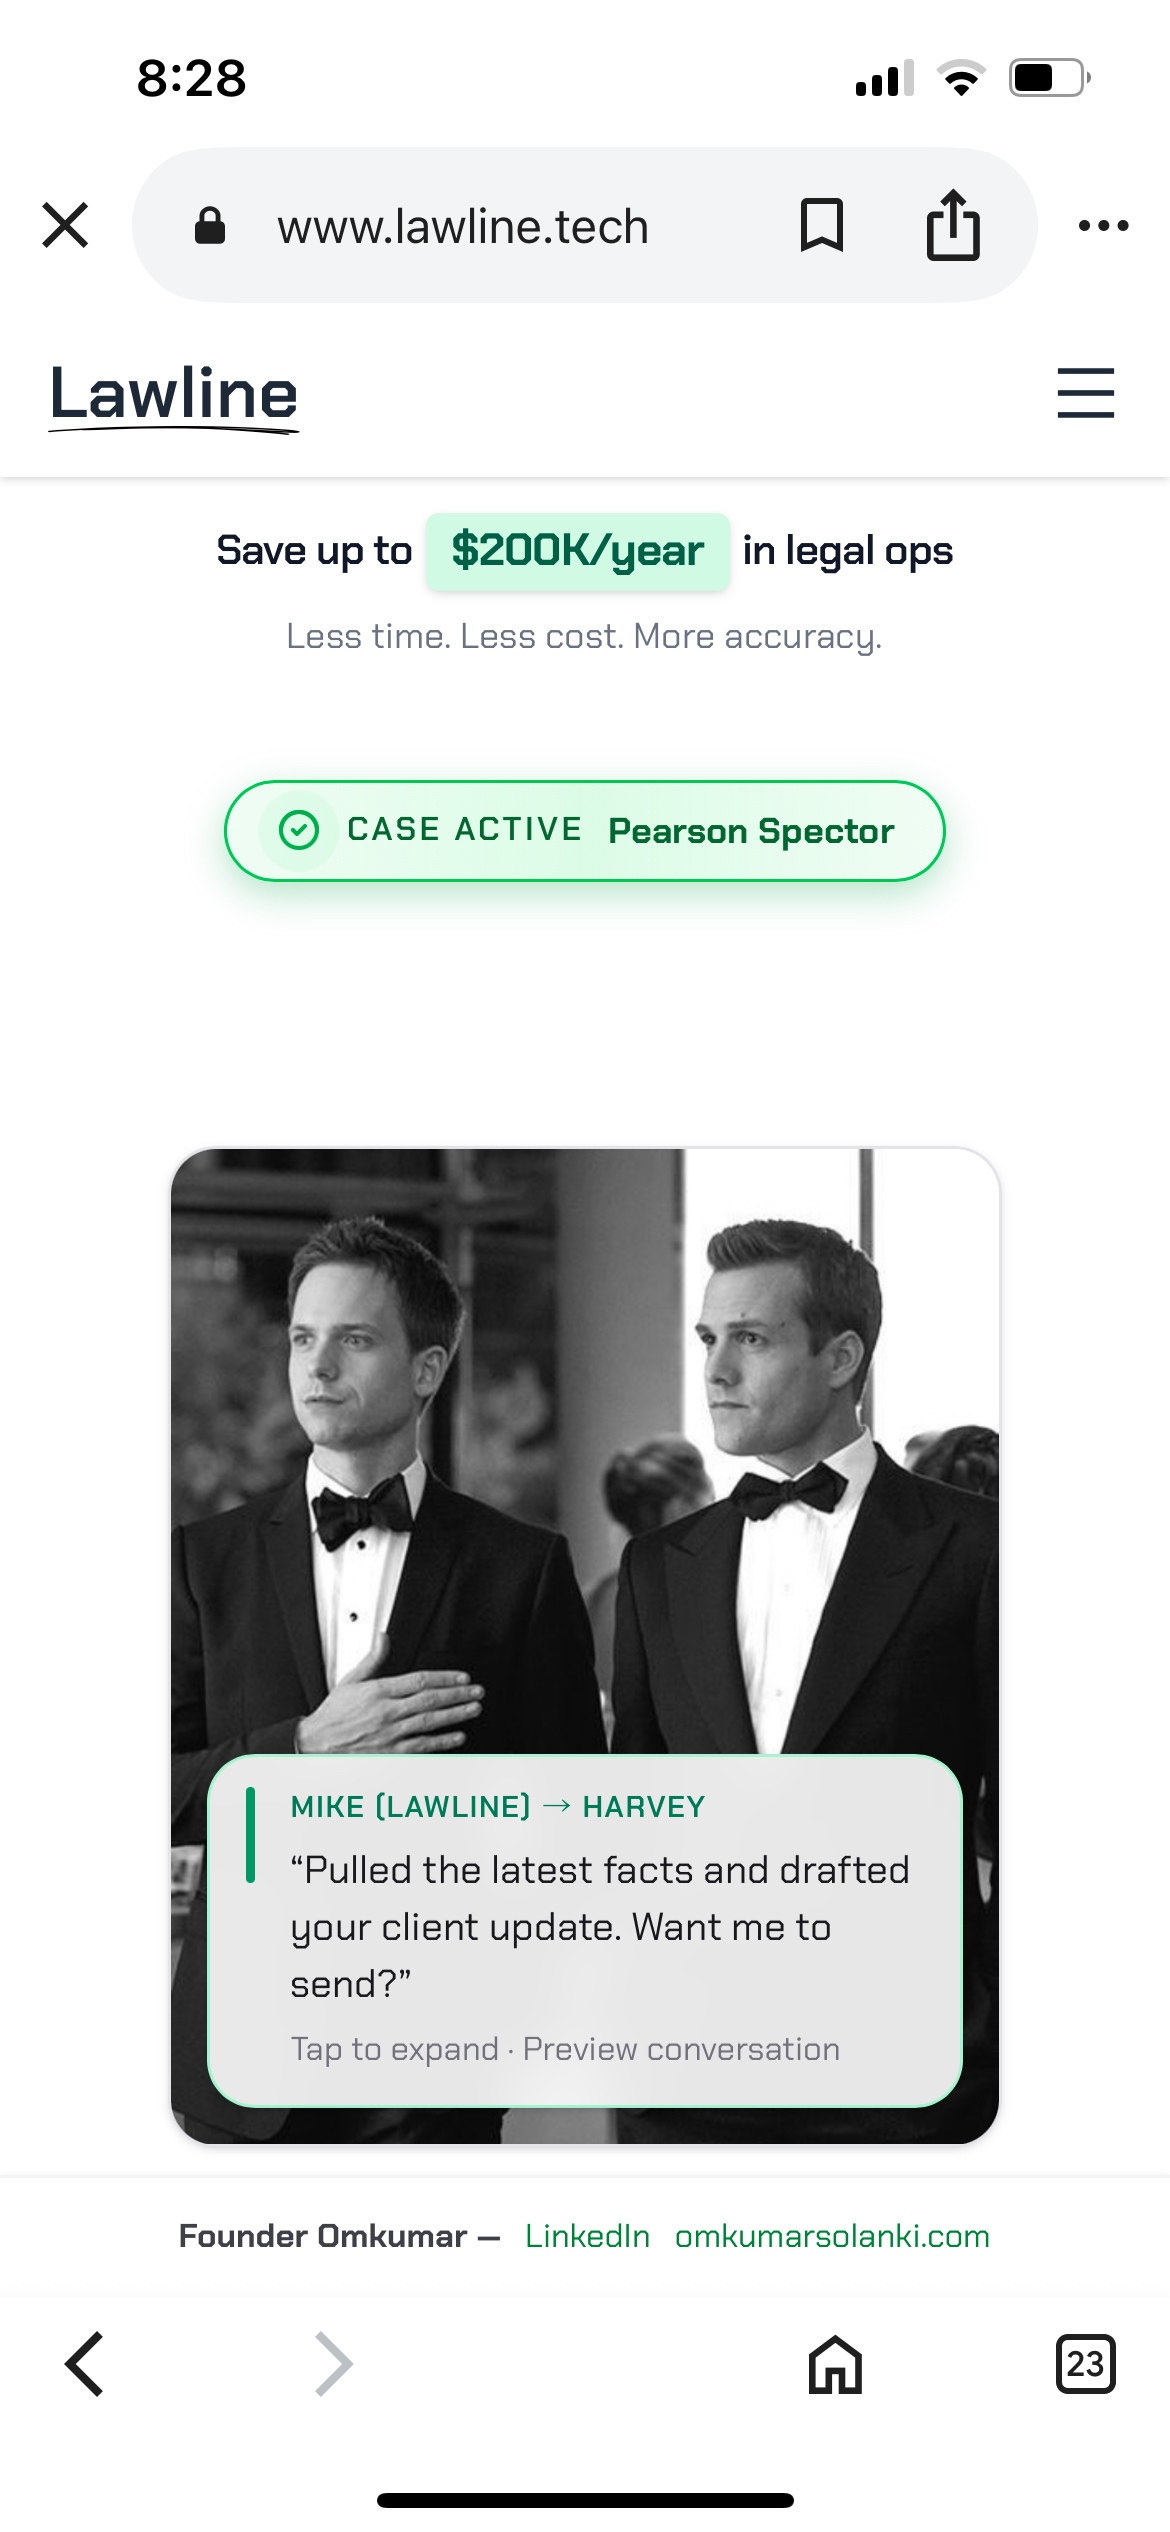 8:28
www.lawline.tech
Lawline
Save up to $200K/year in legal ops
Less time. Less cost. More accuracy.
CASE ACTIVE Pearson Spector
MIKE (LAWLINE) → HARVEY
“Pulled the latest facts and drafted
your client update. Want me to
send?”
Tap to expand · Preview conversation
Founder Omkumar — LinkedIn omkumarsolanki.com
23